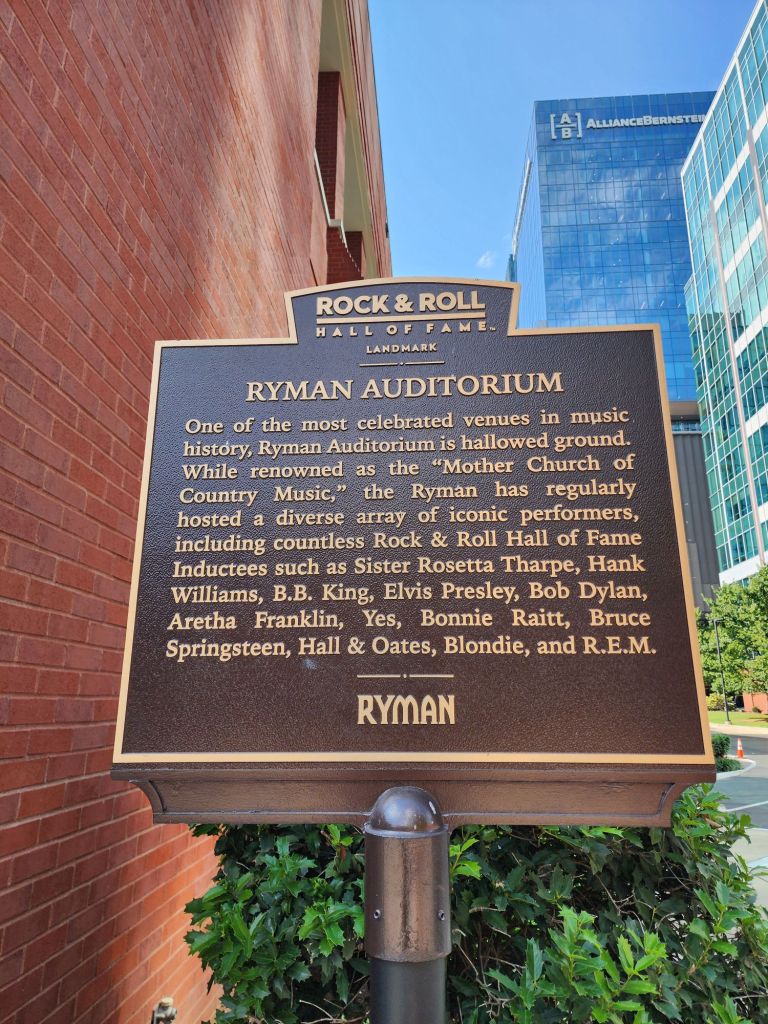 [A B] ALLIANCEBERNSTEIN
ROCK & ROLL
HALL OF FAME™
LANDMARK
RYMAN AUDITORIUM
One of the most celebrated venues in music
history, Ryman Auditorium is hallowed ground.
While renowned as the “Mother Church of
Country Music,” the Ryman has regularly
hosted a diverse array of iconic performers,
including countless Rock & Roll Hall of Fame
Inductees such as Sister Rosetta Tharpe, Hank
Williams, B.B. King, Elvis Presley, Bob Dylan,
Aretha Franklin, Yes, Bonnie Raitt, Bruce
Springsteen, Hall & Oates, Blondie, and R.E.M.
RYMAN